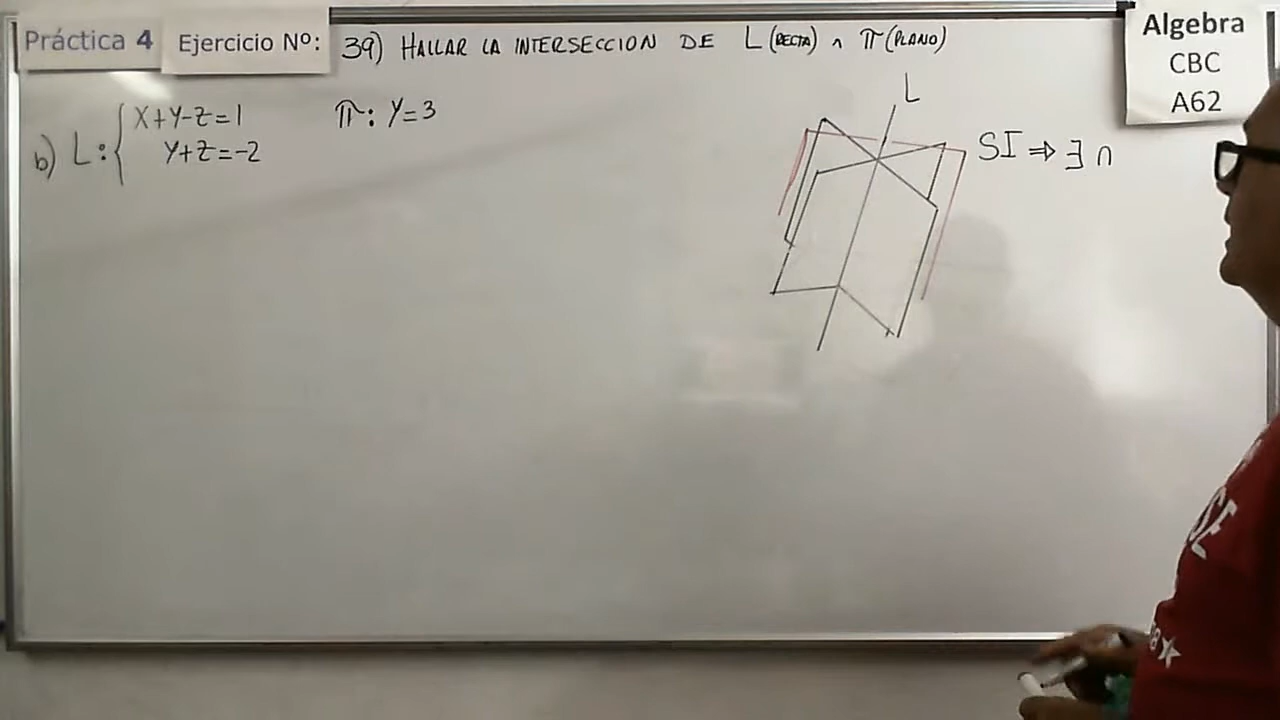 Práctica 4 Ejercicio Nº: 39) HALLAR LA INTERSECCION DE L (RECTA) ∩ π (PLANO)
Algebra
CBC
A62
b) L: { X+Y-Z=1
Y+Z=-2
π: Y=3
L
SI ⇒ ∃ ∩